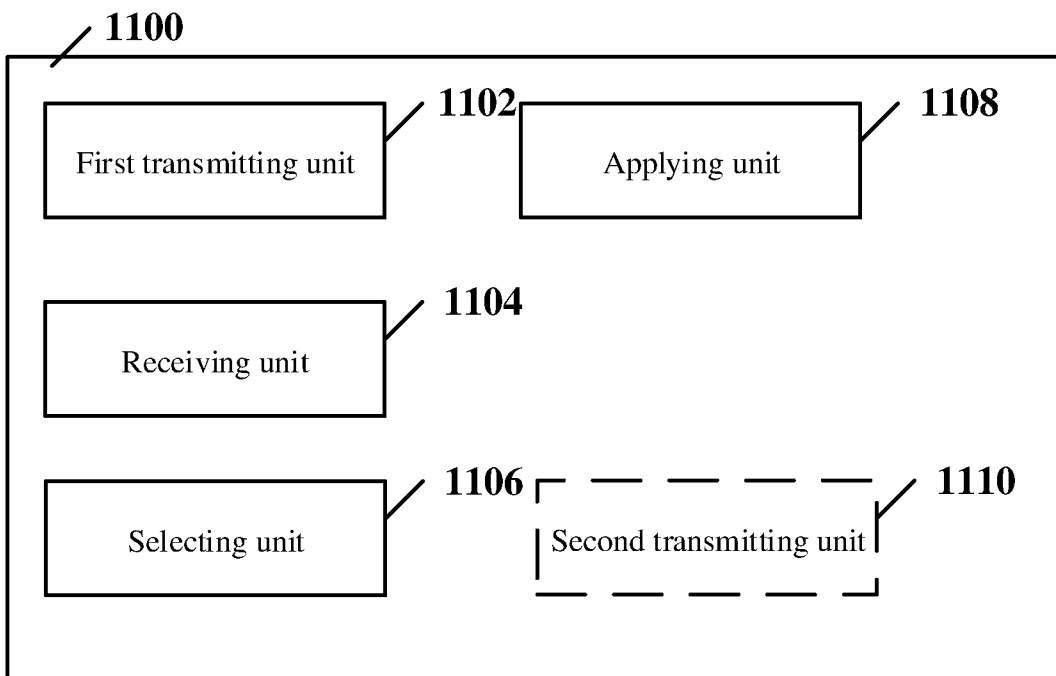 1100
1102
1108
First transmitting unit
Applying unit
1104
Receiving unit
1106
1110
Selecting unit
Second transmitting unit